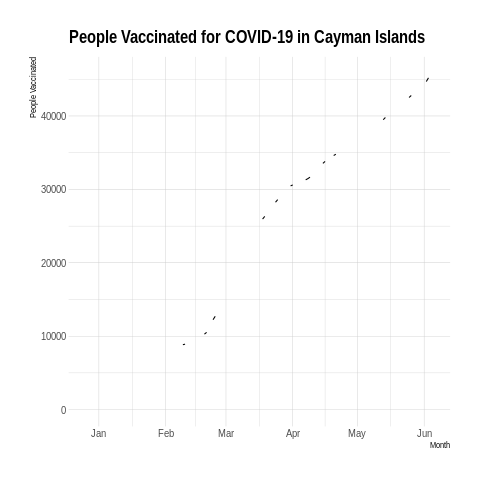 People Vaccinated for COVID-19 in Cayman Islands
People Vaccinated
40000
30000
20000
10000
0
Jan Feb Mar Apr May Jun
Month